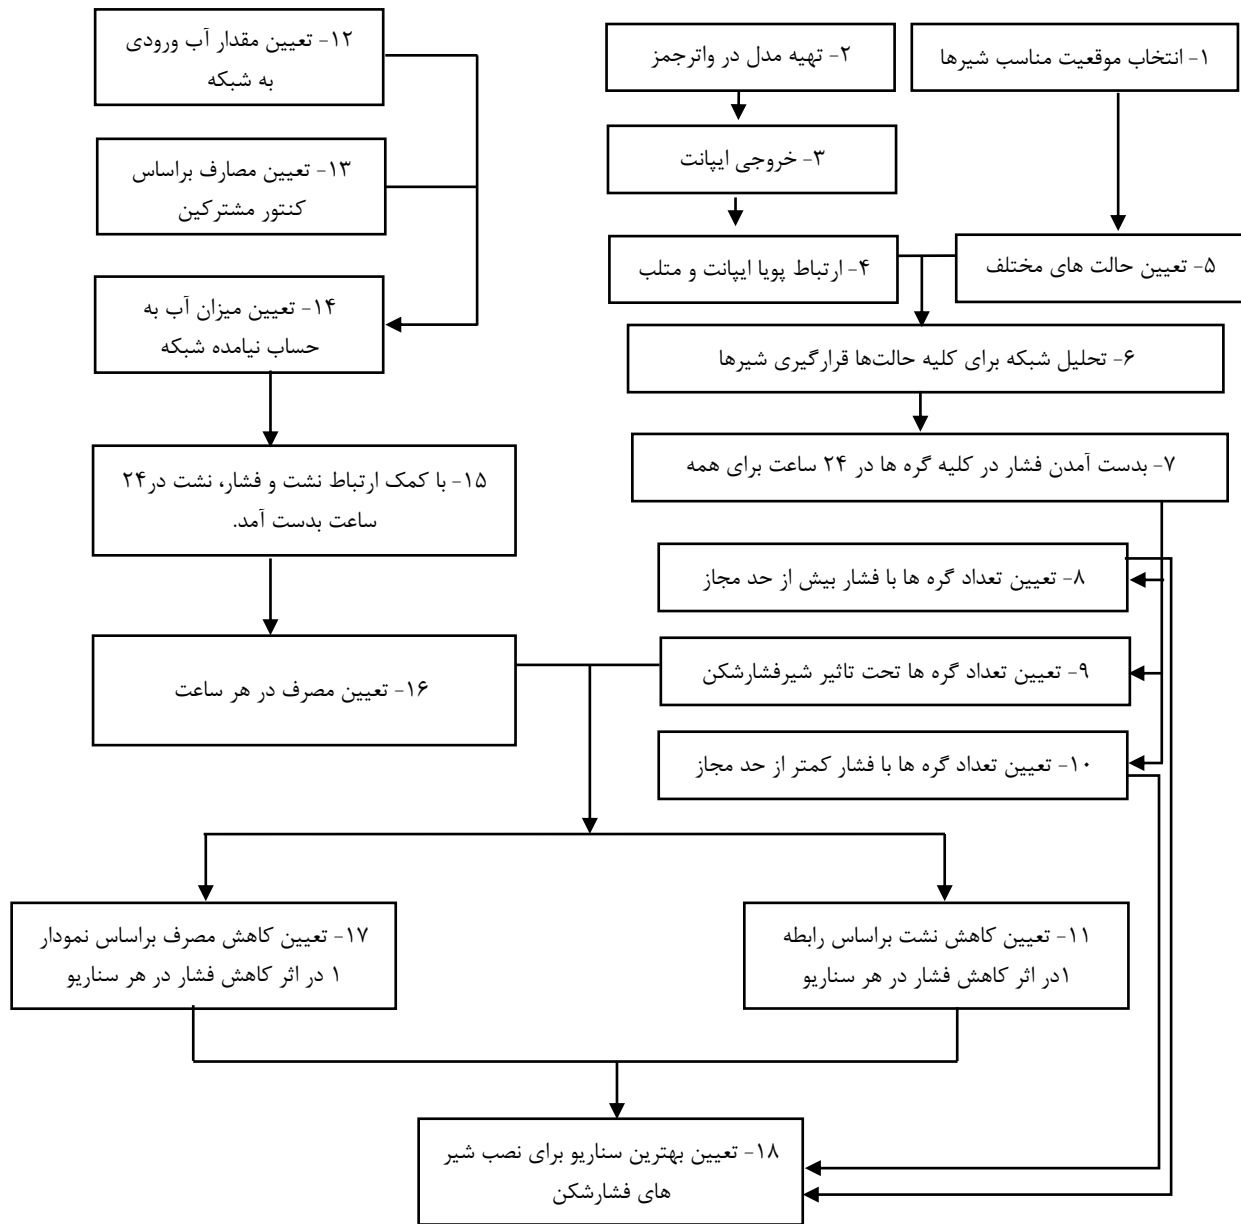 ۱- انتخاب موقعیت مناسب شیرها
۲- تهیه مدل در واترجمز
۳- خروجی ایپانت
۴- ارتباط پویا ایپانت و متلب
۵- تعیین حالت های مختلف
۶- تحلیل شبکه برای کلیه حالت‌ها قرارگیری شیرها
۷- بدست آمدن فشار در کلیه گره ها در ۲۴ ساعت برای همه
۸- تعیین تعداد گره ها با فشار بیش از حد مجاز
۹- تعیین تعداد گره ها تحت تاثیر شیرفشارشکن
۱۰- تعیین تعداد گره ها با فشار کمتر از حد مجاز
۱۱- تعیین کاهش نشت براساس رابطه
۱در اثر کاهش فشار در هر سناریو
۱۲- تعیین مقدار آب ورودی
به شبکه
۱۳- تعیین مصارف براساس
کنتور مشترکین
۱۴- تعیین میزان آب به
حساب نیامده شبکه
۱۵- با کمک ارتباط نشت و فشار، نشت در۲۴
ساعت بدست آمد.
۱۶- تعیین مصرف در هر ساعت
۱۷- تعیین کاهش مصرف براساس نمودار
۱ در اثر کاهش فشار در هر سناریو
۱۸- تعیین بهترین سناریو برای نصب شیر
های فشارشکن